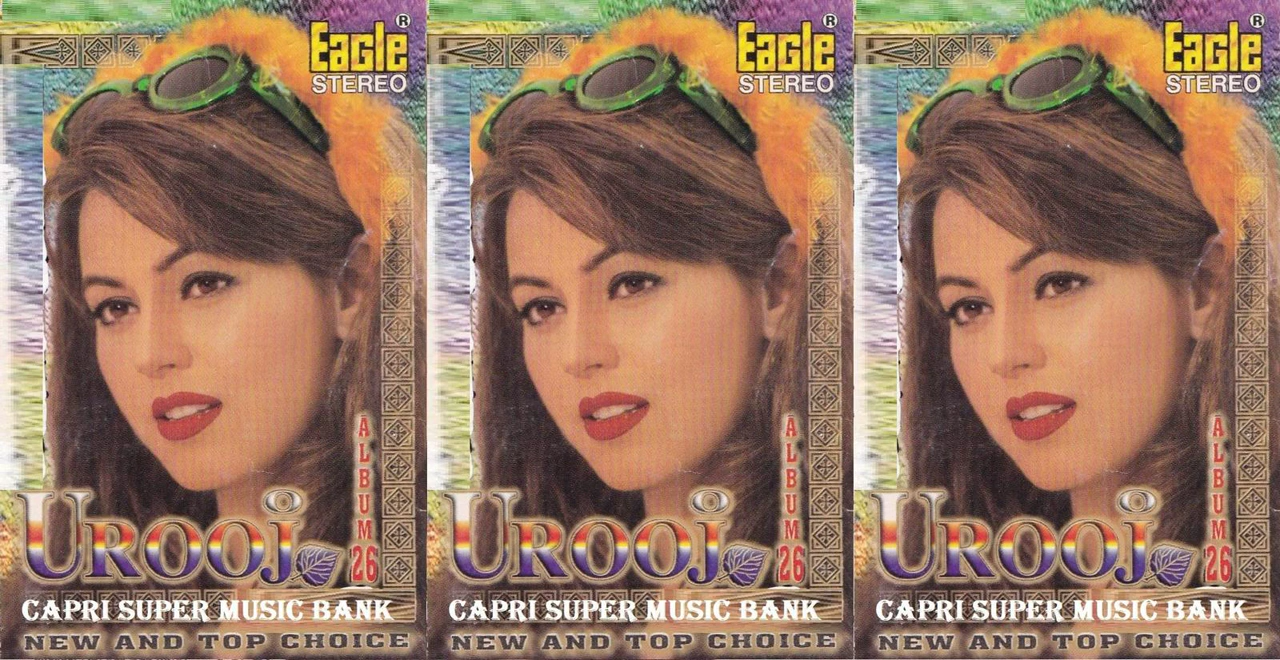 Eagle®
STEREO
ALBUM
26
Urooj
CAPRI SUPER MUSIC BANK
NEW AND TOP CHOICE
Eagle®
STEREO
ALBUM
26
Urooj
CAPRI SUPER MUSIC BANK
NEW AND TOP CHOICE
Eagle®
STEREO
ALBUM
26
Urooj
CAPRI SUPER MUSIC BANK
NEW AND TOP CHOICE